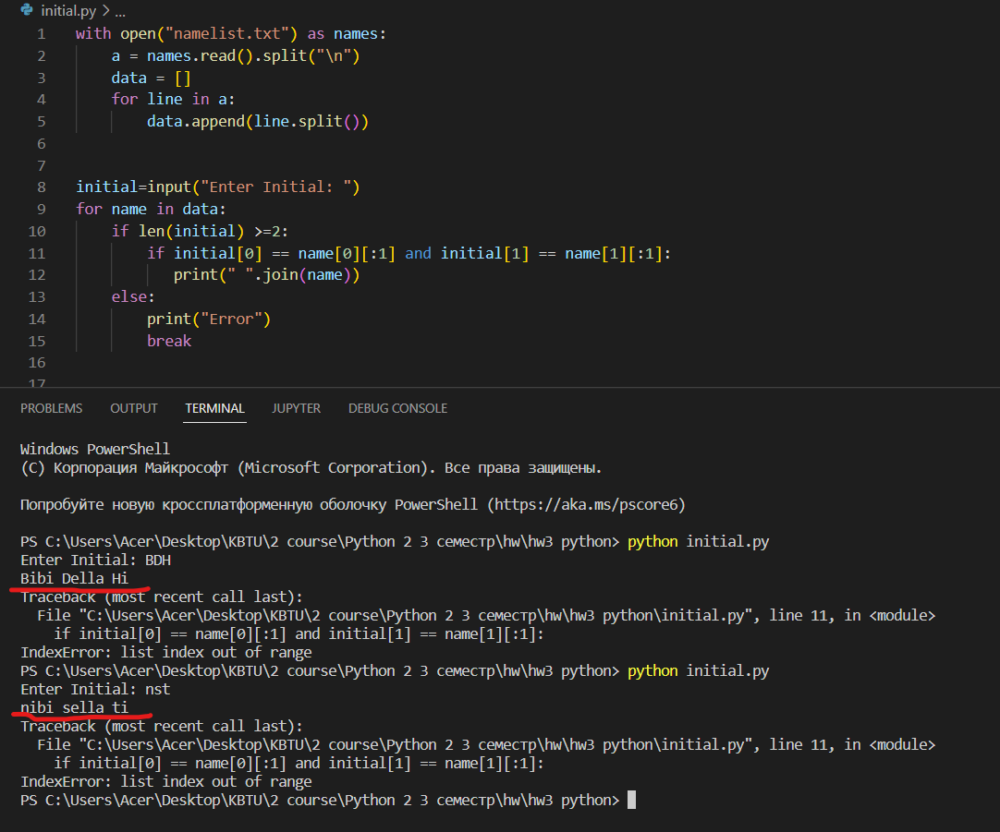 initial.py > ...
1 with open("namelist.txt") as names:
2 a = names.read().split("\n")
3 data = []
4 for line in a:
5 data.append(line.split())
6
7
8 initial=input("Enter Initial: ")
9 for name in data:
10 if len(initial) >=2:
11 if initial[0] == name[0][:1] and initial[1] == name[1][:1]:
12 print(" ".join(name))
13 else:
14 print("Error")
15 break
16
17
PROBLEMS OUTPUT TERMINAL JUPYTER DEBUG CONSOLE
Windows PowerShell
(C) Корпорация Майкрософт (Microsoft Corporation). Все права защищены.
Попробуйте новую кроссплатформенную оболочку PowerShell (https://aka.ms/pscore6)
PS C:\Users\Acer\Desktop\KBTU\2 course\Python 2 3 семестр\hw\hw3 python> python initial.py
Enter Initial: BDH
Bibi Della Hi
Traceback (most recent call last):
File "C:\Users\Acer\Desktop\KBTU\2 course\Python 2 3 семестр\hw\hw3 python\initial.py", line 11, in <module>
if initial[0] == name[0][:1] and initial[1] == name[1][:1]:
IndexError: list index out of range
PS C:\Users\Acer\Desktop\KBTU\2 course\Python 2 3 семестр\hw\hw3 python> python initial.py
Enter Initial: nst
nibi sella ti
Traceback (most recent call last):
File "C:\Users\Acer\Desktop\KBTU\2 course\Python 2 3 семестр\hw\hw3 python\initial.py", line 11, in <module>
if initial[0] == name[0][:1] and initial[1] == name[1][:1]:
IndexError: list index out of range
PS C:\Users\Acer\Desktop\KBTU\2 course\Python 2 3 семестр\hw\hw3 python>